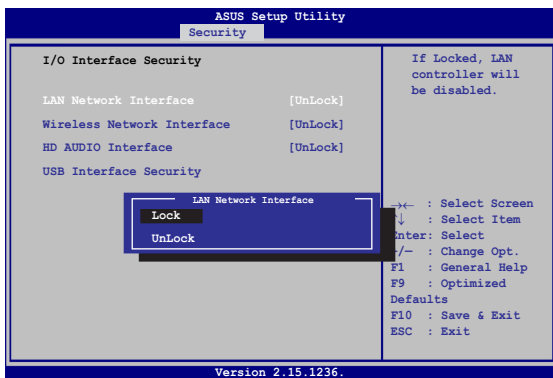 ASUS Setup Utility
Security
I/O Interface Security
LAN Network Interface [UnLock]
Wireless Network Interface [UnLock]
HD AUDIO Interface [UnLock]
USB Interface Security
LAN Network Interface
Lock
UnLock
If Locked, LAN
controller will
be disabled.
→← : Select Screen
↑↓ : Select Item
Enter: Select
+/— : Change Opt.
F1 : General Help
F9 : Optimized
Defaults
F10 : Save & Exit
ESC : Exit
Version 2.15.1236.